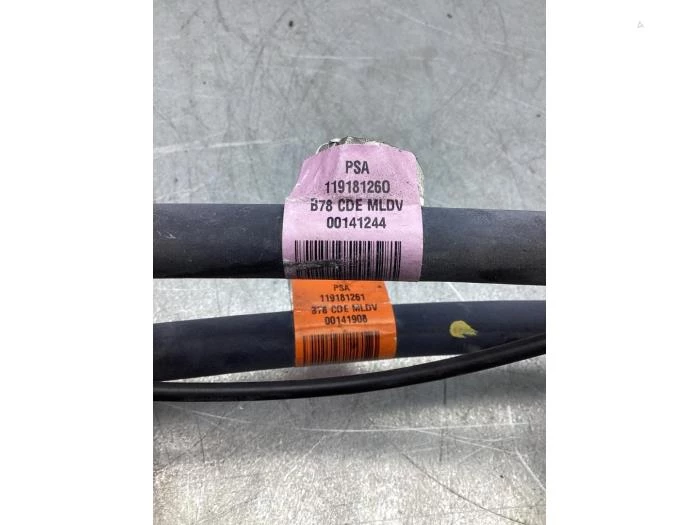 PSA
119181260
B78 CDE MLDV
00141244
PSA
119181261
B78 CDE MLDV
00141908